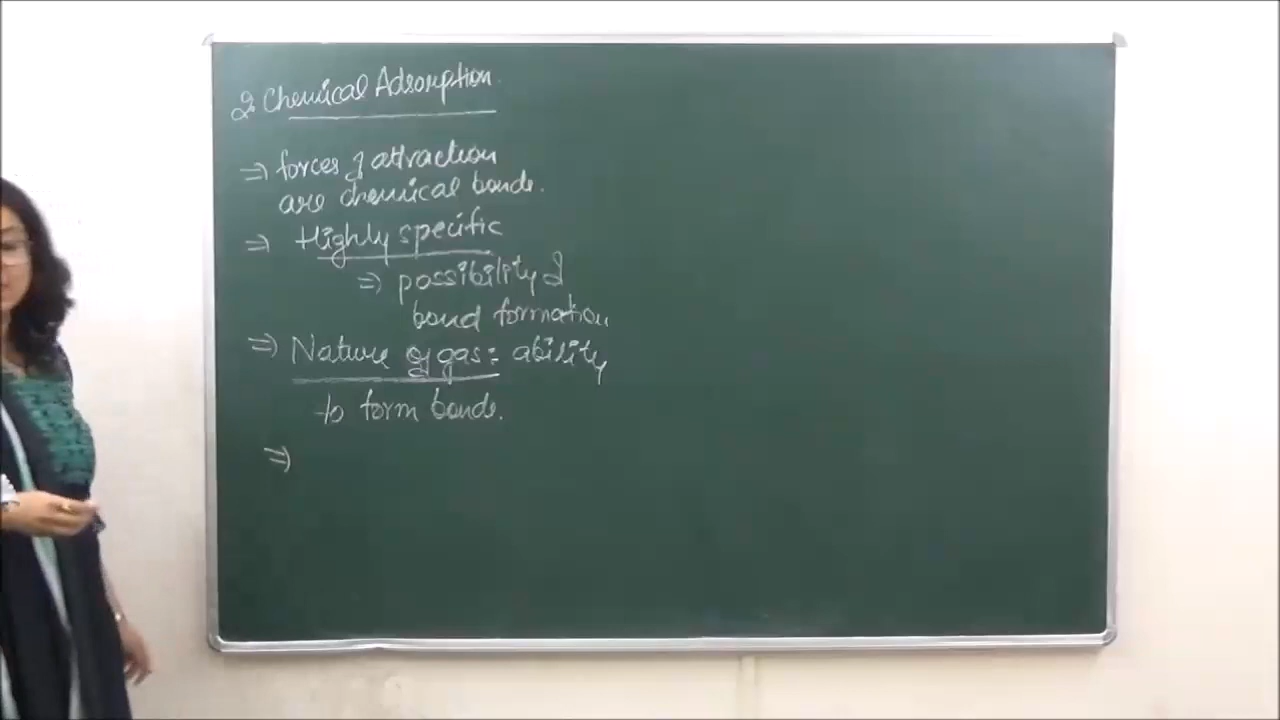 2. Chemical Adsorption.
⇒ forces of attraction
are chemical bonds.
⇒ Highly specific
⇒ possibility of
bond formation
⇒ Nature of gas: ability
to form bonds.
⇒